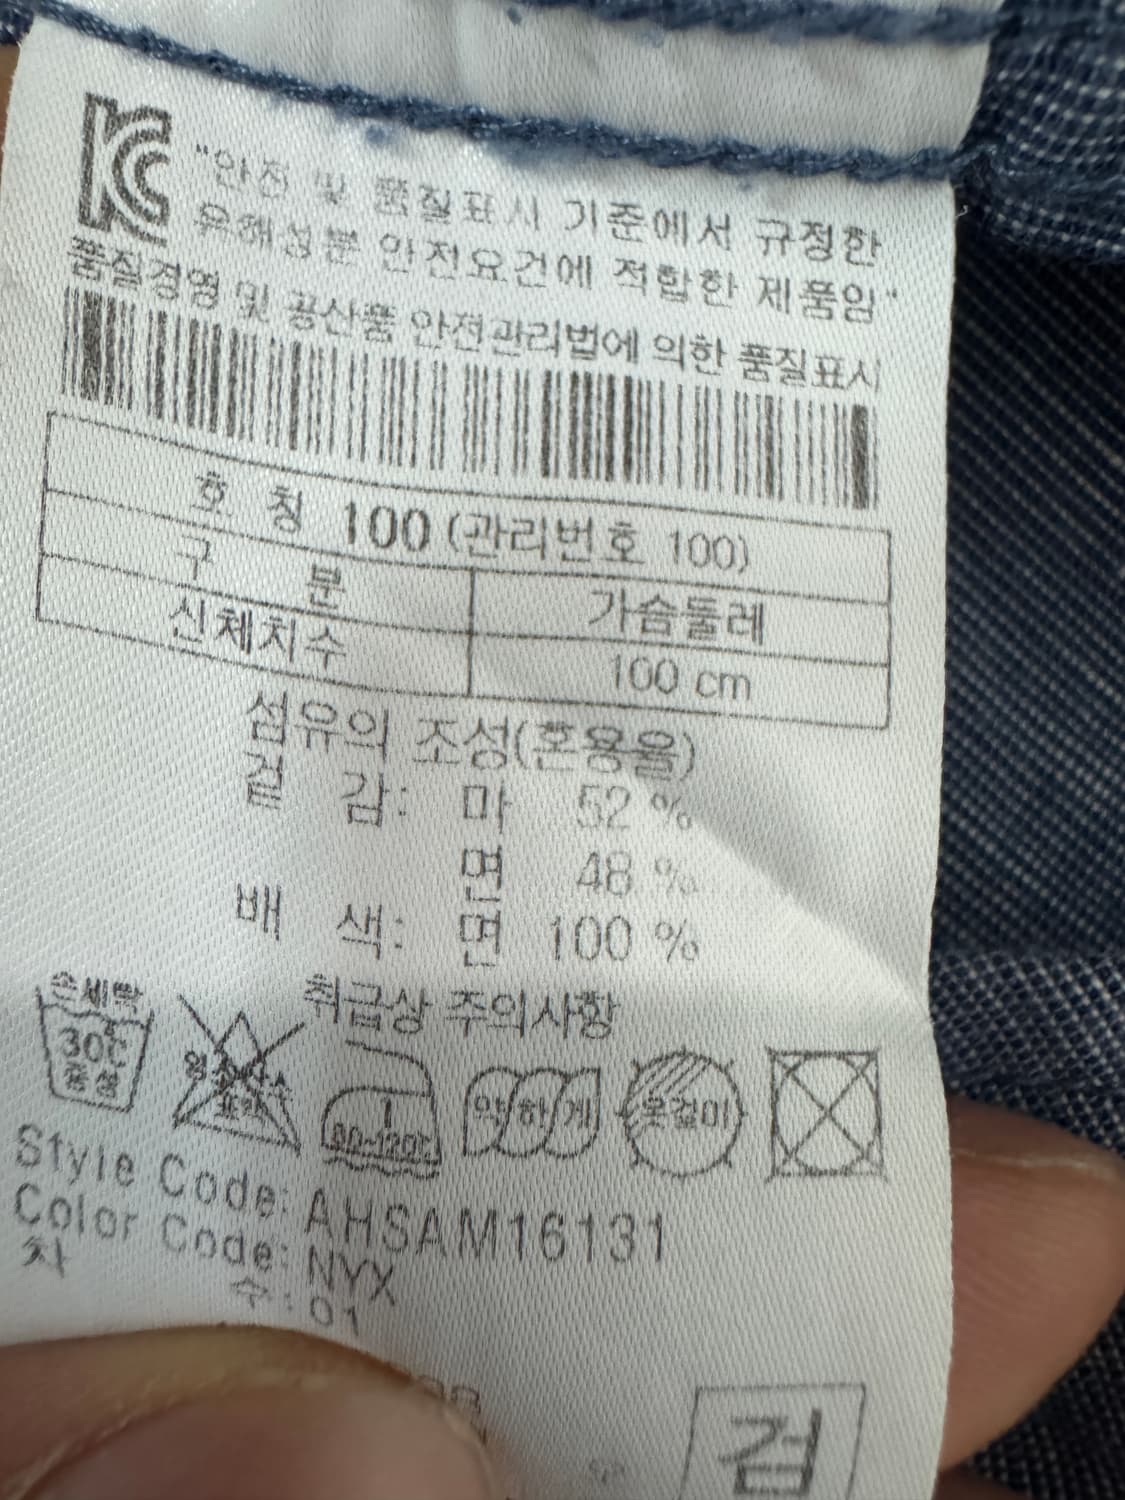 KC
"안전 및 품질표시 기준에서 규정한
유해성분 안전요건에 적합한 제품임"
품질경영 및 공산품 안전관리법에 의한 품질표시
호 칭 100 (관리번호 100)
구 분 가슴둘레
신체치수 100 cm
섬유의 조성(혼용율)
겉 감: 마 52 %
면 48 %
배 색: 면 100 %
취급상 주의사항
손세탁
30℃
중성
80-120℃
약하게
옷걸이
Style Code: AHSAM16131
Color Code: NYX
차 수: 01
검